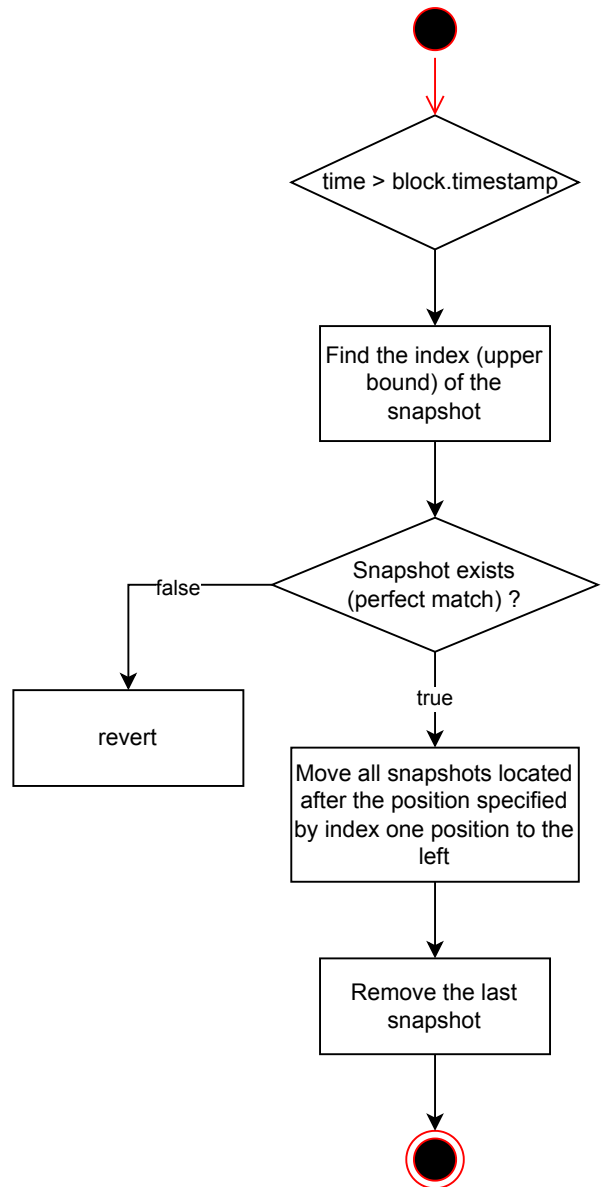 time > block.timestamp
Find the index (upper
bound) of the
snapshot
Snapshot exists
(perfect match) ?
false
true
revert
Move all snapshots located
after the position specified
by index one position to the
left
Remove the last
snapshot